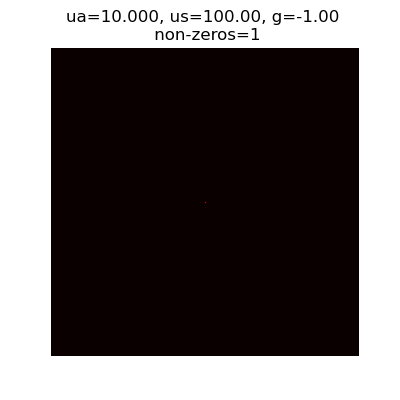 ua=10.000, us=100.00, g=-1.00
non-zeros=1